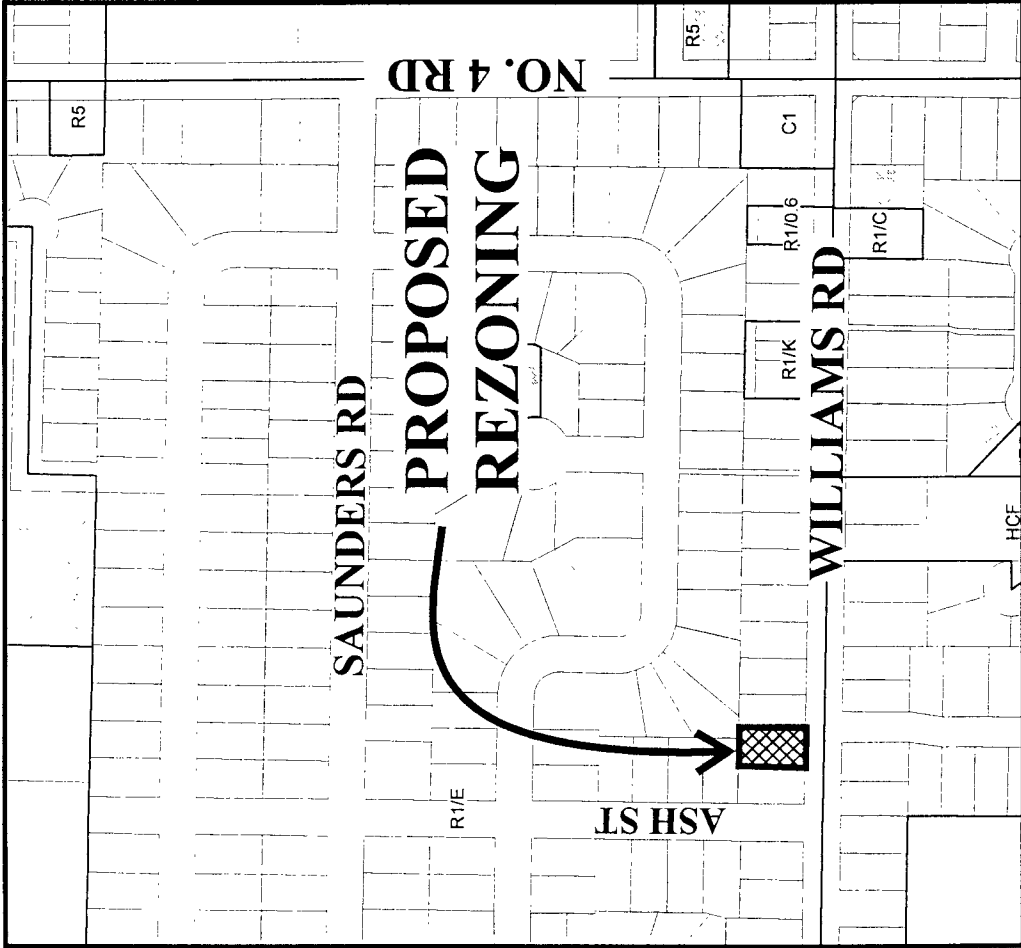 NO. 4 RD
R5
R5
C1
PROPOSED
REZONING
R1/0.6
R1/C
SAUNDERS RD
R1/K
WILLIAMS RD
HCF
R1/E
ASH ST